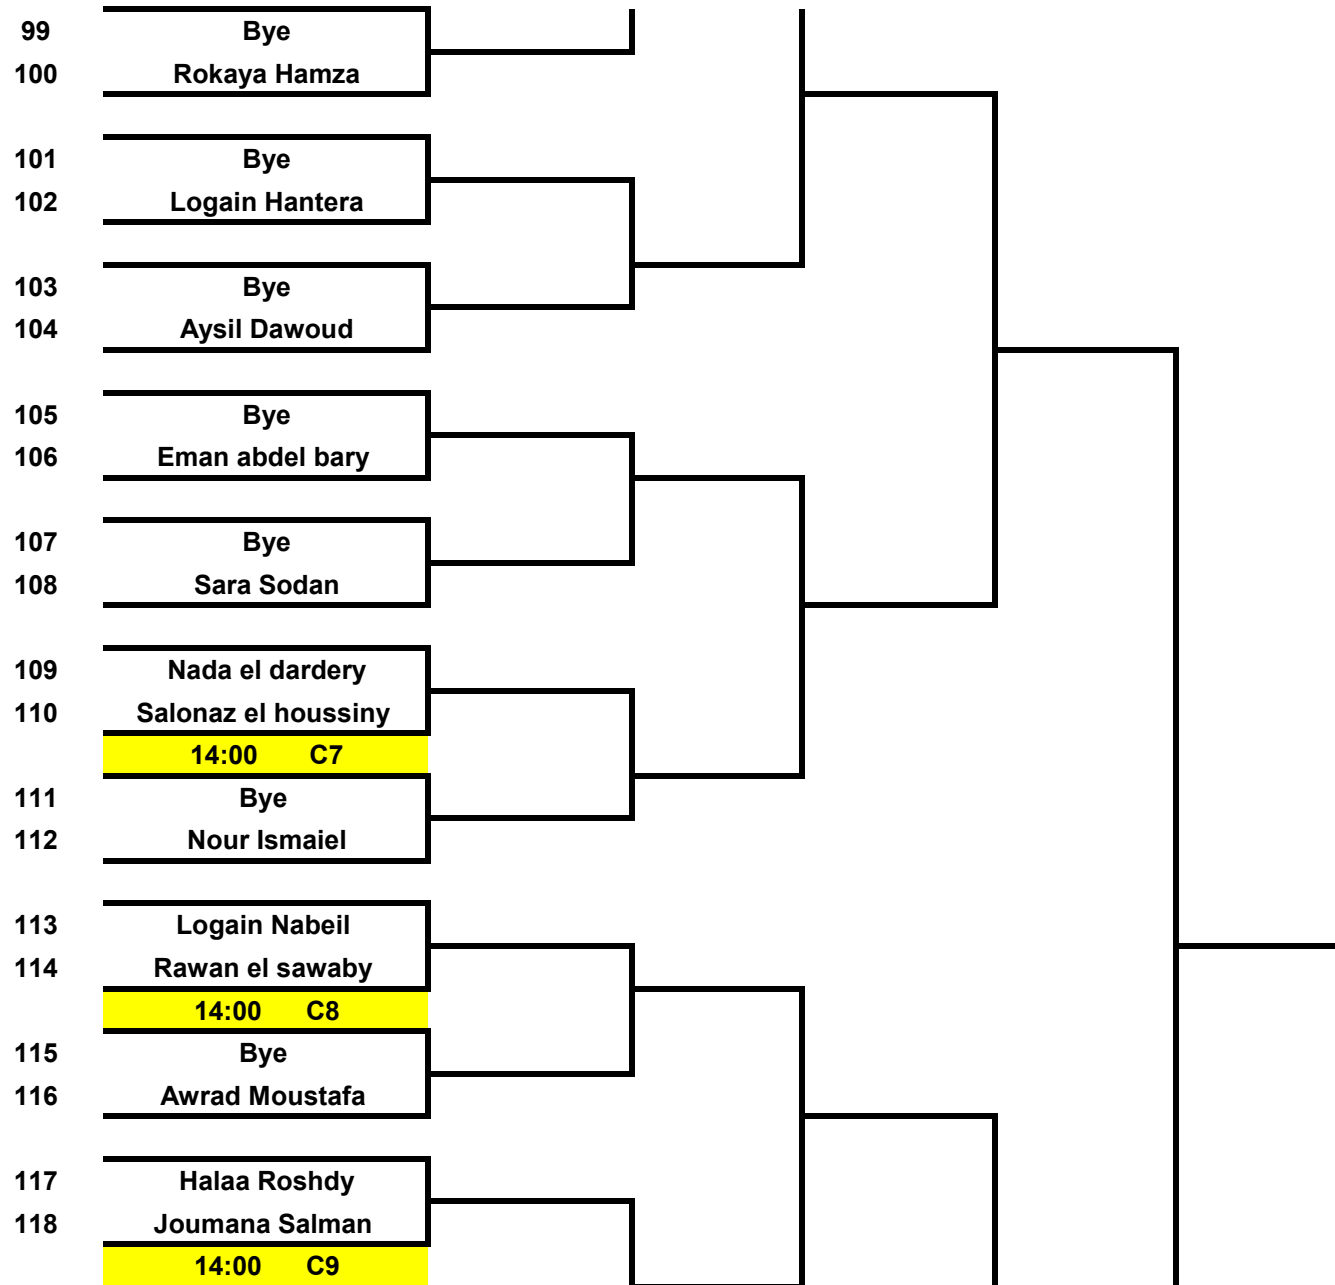 99 Bye
100 Rokaya Hamza
101 Bye
102 Logain Hantera
103 Bye
104 Aysil Dawoud
105 Bye
106 Eman abdel bary
107 Bye
108 Sara Sodan
109 Nada el dardery
110 Salonaz el houssiny
14:00 C7
111 Bye
112 Nour Ismaiel
113 Logain Nabeil
114 Rawan el sawaby
14:00 C8
115 Bye
116 Awrad Moustafa
117 Halaa Roshdy
118 Joumana Salman
14:00 C9